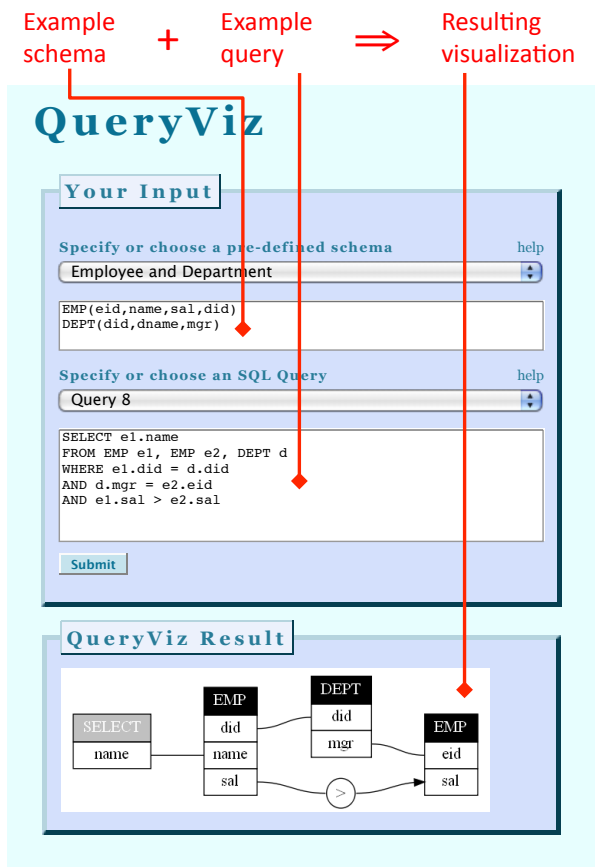 Example schema + Example query ⇒ Resulting visualization
QueryViz
Your Input
Specify or choose a pre-defined schema help
Employee and Department
EMP(eid,name,sal,did)
DEPT(did,dname,mgr)
Specify or choose an SQL Query help
Query 8
SELECT e1.name
FROM EMP e1, EMP e2, DEPT d
WHERE e1.did = d.did
AND d.mgr = e2.eid
AND e1.sal > e2.sal
Submit
QueryViz Result
SELECT
name
EMP
did
name
sal
DEPT
did
mgr
>
EMP
eid
sal